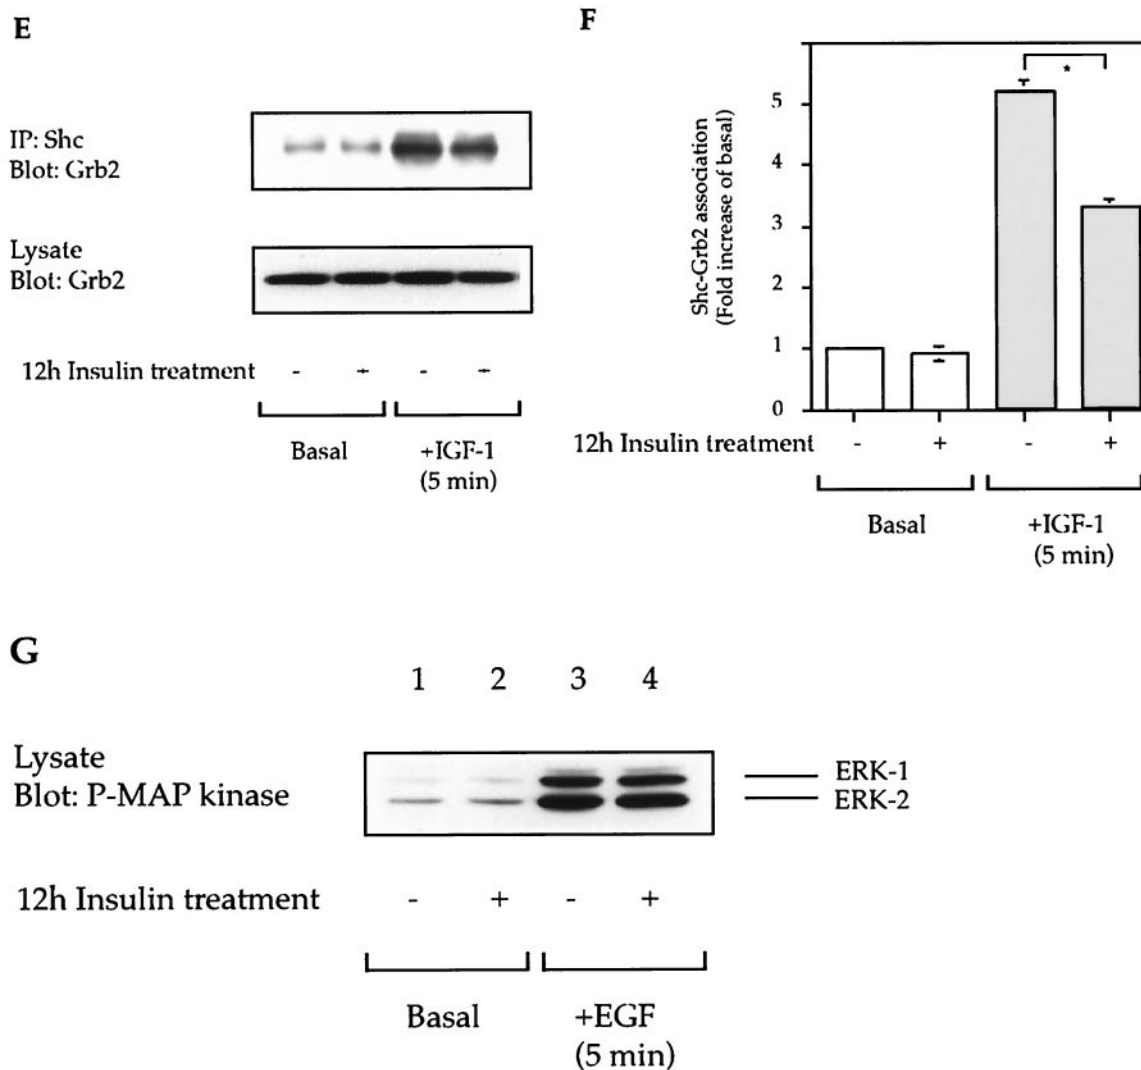 E
IP: Shc
Blot: Grb2
Lysate
Blot: Grb2
12h Insulin treatment - + - +
Basal +IGF-1
(5 min)
F
Shc-Grb2 association
(Fold increase of basal)
5
4
3
2
1
0
*
12h Insulin treatment - + - +
Basal +IGF-1
(5 min)
G
1 2 3 4
Lysate
Blot: P-MAP kinase
ERK-1
ERK-2
12h Insulin treatment - + - +
Basal +EGF
(5 min)